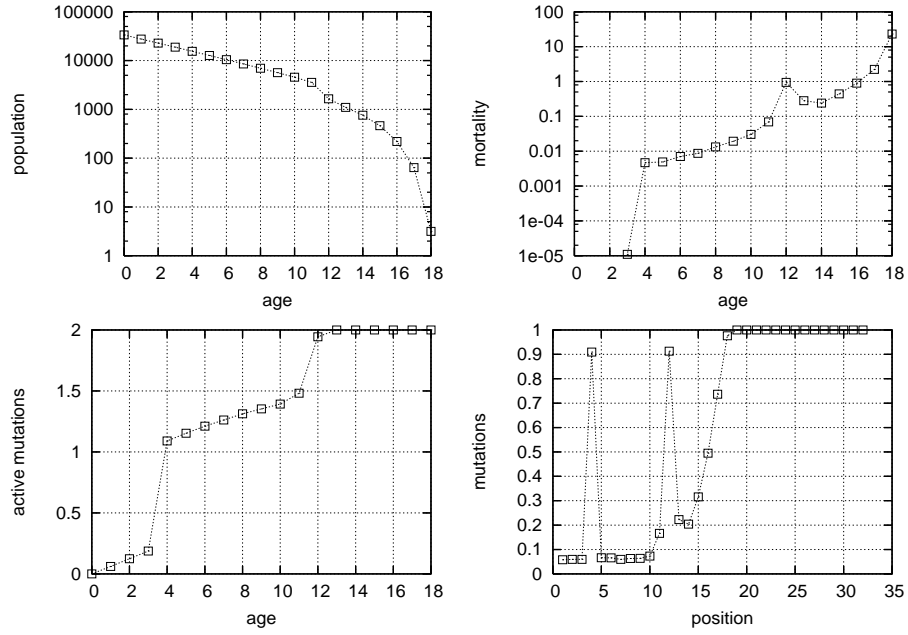 100000
10000
1000
100
10
1
0 2 4 6 8 10 12 14 16 18
population
age
100
10
1
0.1
0.01
0.001
1e-04
1e-05
0 2 4 6 8 10 12 14 16 18
mortality
age
2
1.5
1
0.5
0
0 2 4 6 8 10 12 14 16 18
active mutations
age
1
0.9
0.8
0.7
0.6
0.5
0.4
0.3
0.2
0.1
0
0 5 10 15 20 25 30 35
mutations
position